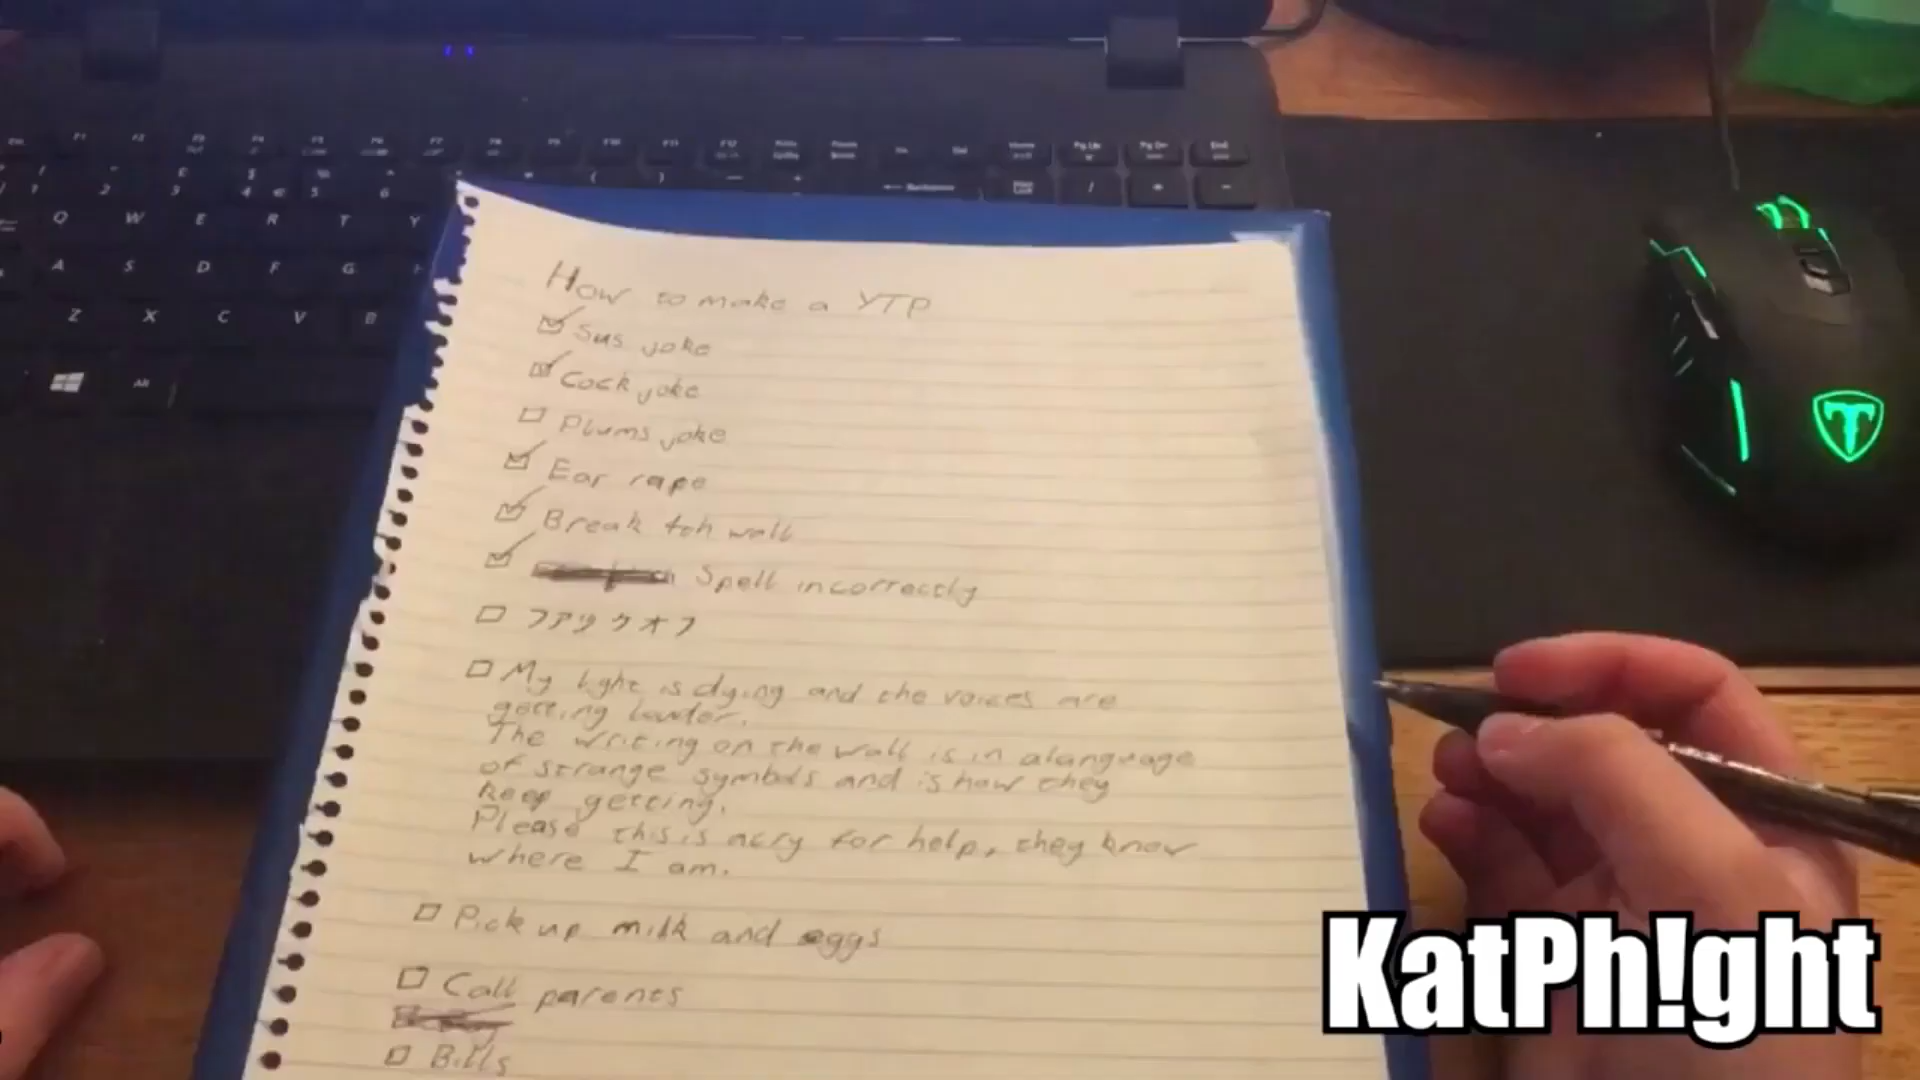 How to make a YTP
Sus joke
Cock joke
Plums joke
Ear rape
Break 4th wall
Spell incorrectly
フアックオフ
My light is dying and the voices are
getting louder.
The writing on the wall is in a language
of strange symbols and is how they
keep getting.
Please this is a cry for help, they know
where I am.
Pick up milk and eggs
Call parents
Bills
KatPh!ght
Q W E R T Y
A S D F G
Z X C V B
Alt